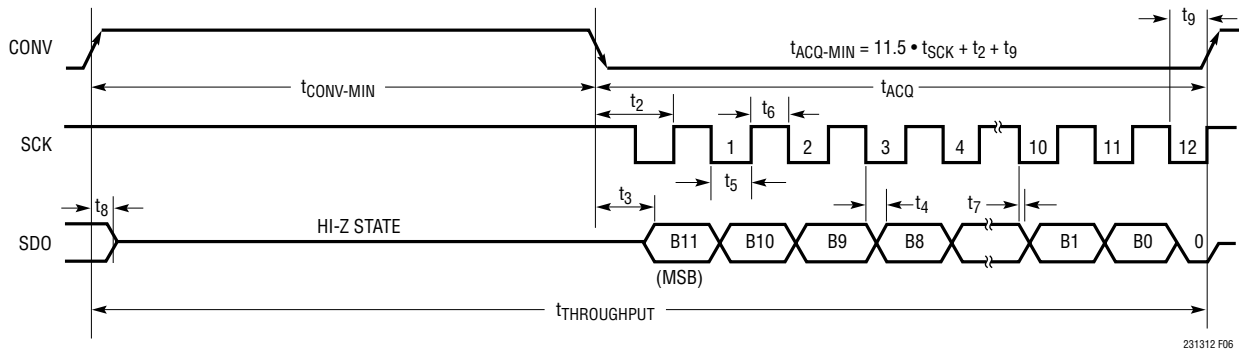 t9
CONV
tACQ-MIN = 11.5 • tSCK + t2 + t9
tCONV-MIN
tACQ
t2
t6
SCK
1
2
3
4
10
11
12
t5
t8
t3
t4
t7
HI-Z STATE
SDO
B11
B10
B9
B8
B1
B0
0
(MSB)
tTHROUGHPUT
231312 F06